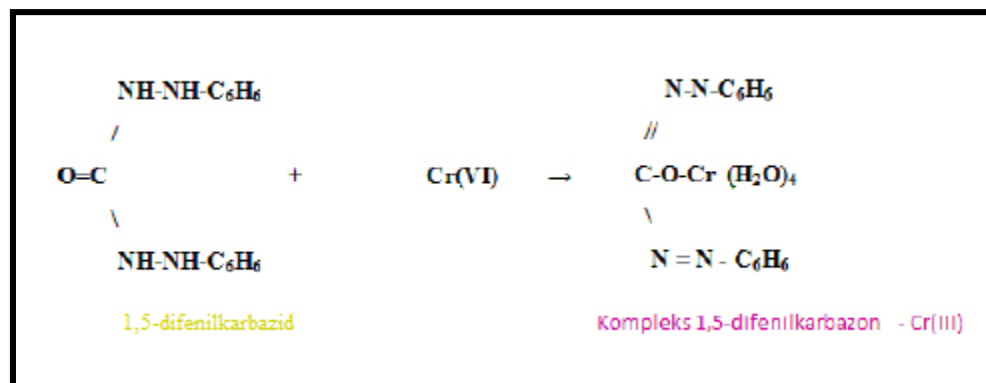 NH-NH-C₆H₆ N-N-C₆H₆
/ //
O=C + Cr(VI) → C-O-Cr (H₂O)₄
\ \
NH-NH-C₆H₆ N = N - C₆H₆
1,5-difenilkarbazid Kompleks 1,5-difenilkarbazon - Cr(III)